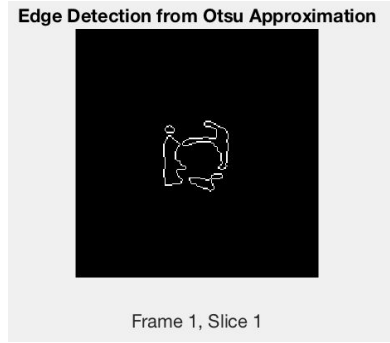 Edge Detection from Otsu Approximation
Frame 1, Slice 1